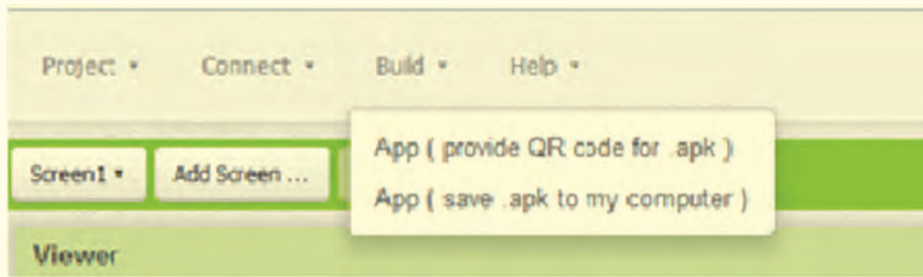 Project Connect Build Help
App ( provide QR code for .apk )
Screen1 Add Screen ...
App ( save .apk to my computer )
Viewer